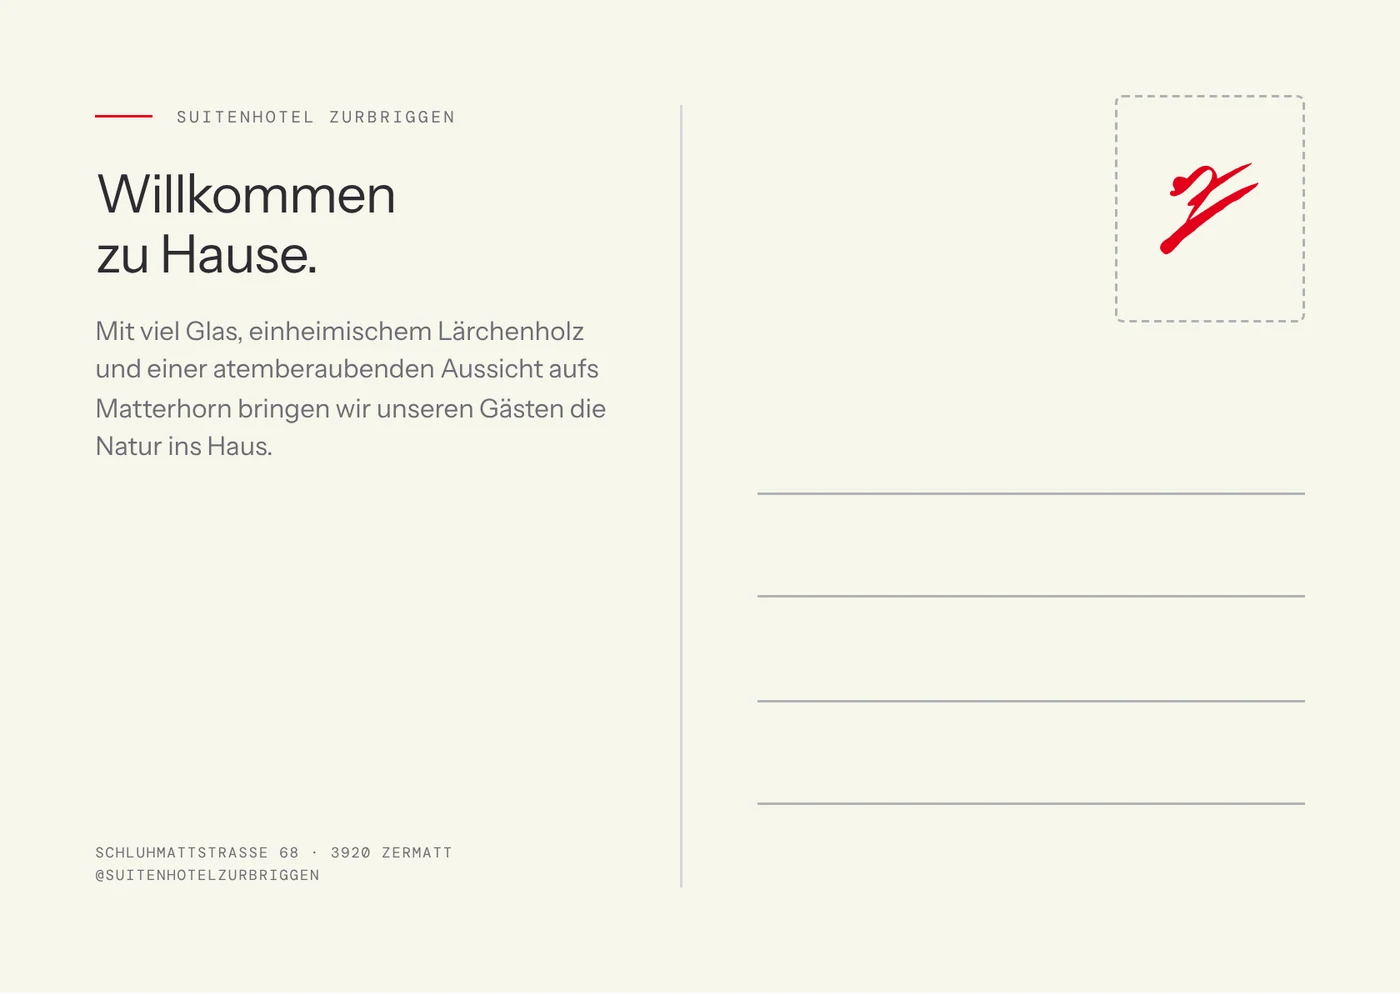 SUITENHOTEL ZURBRIGGEN
Willkommen
zu Hause.
Mit viel Glas, einheimischem Lärchenholz
und einer atemberaubenden Aussicht aufs
Matterhorn bringen wir unseren Gästen die
Natur ins Haus.
SCHLUHMATTSTRASSE 68 · 3920 ZERMATT
@SUITENHOTELZURBRIGGEN